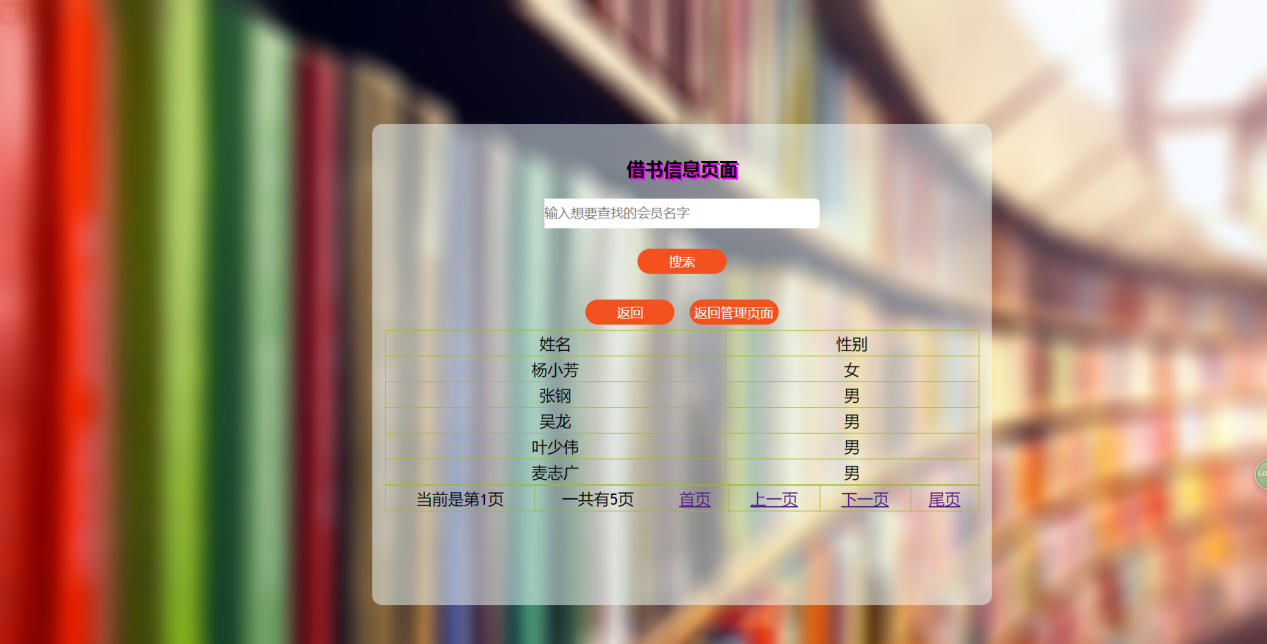 借书信息页面
输入想要查找的会员名字
搜索
返回 返回管理页面
姓名 性别
杨小芳 女
张钢 男
吴龙 男
叶少伟 男
麦志广 男
当前是第1页 一共有5页 首页 上一页 下一页 尾页